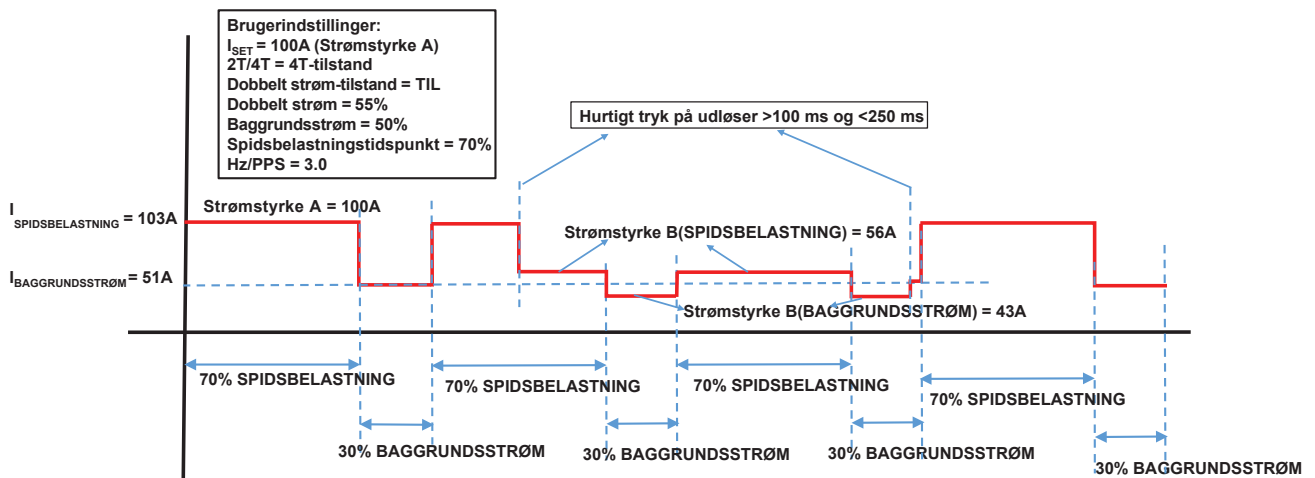 Brugerindstillinger:
I SET = 100A (Strømstyrke A)
2T/4T = 4T-tilstand
Dobbelt strøm-tilstand = TIL
Dobbelt strøm = 55%
Baggrundsstrøm = 50%
Spidsbelastningstidspunkt = 70%
Hz/PPS = 3.0
Hurtigt tryk på udløser >100 ms og <250 ms
I SPIDSBELASTNING = 103A
Strømstyrke A = 100A
Strømstyrke B(SPIDSBELASTNING) = 56A
I BAGGRUNDSSTRØM = 51A
Strømstyrke B(BAGGRUNDSSTRØM) = 43A
70% SPIDSBELASTNING
70% SPIDSBELASTNING
70% SPIDSBELASTNING
70% SPIDSBELASTNING
30% BAGGRUNDSSTRØM
30% BAGGRUNDSSTRØM
30% BAGGRUNDSSTRØM
30% BAGGRUNDSSTRØM